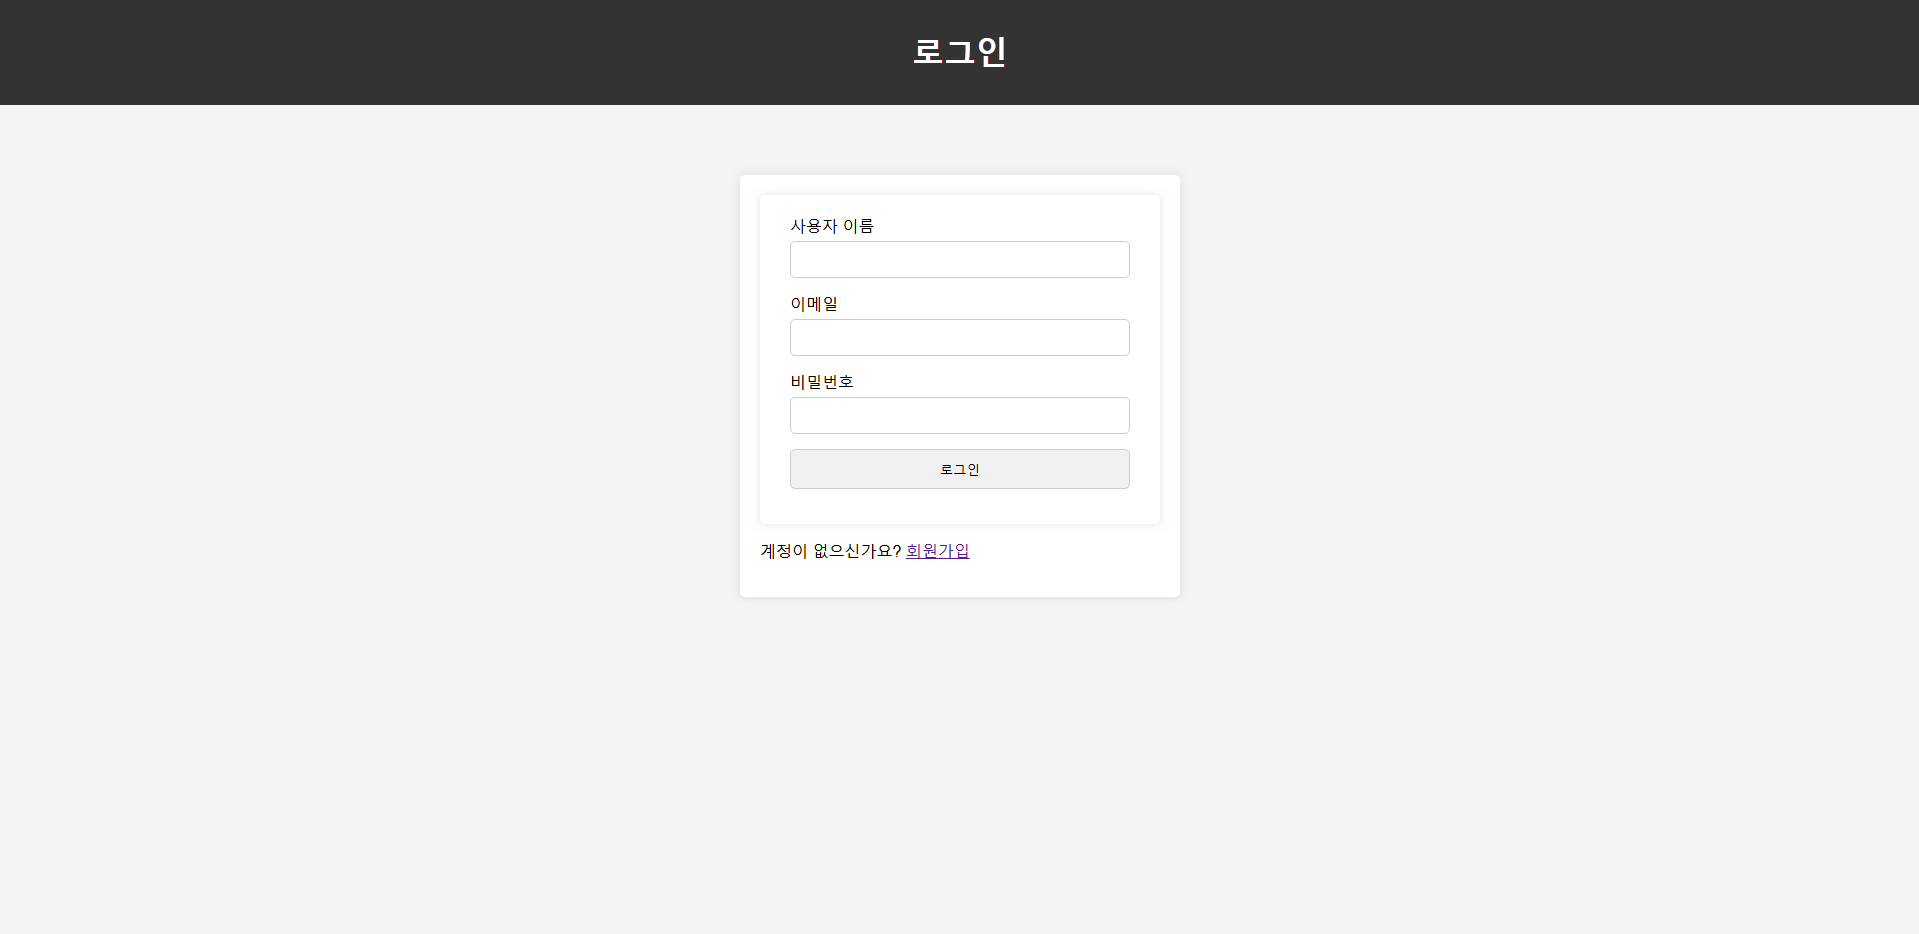 로그인
사용자 이름
이메일
비밀번호
로그인
계정이 없으신가요? 회원가입